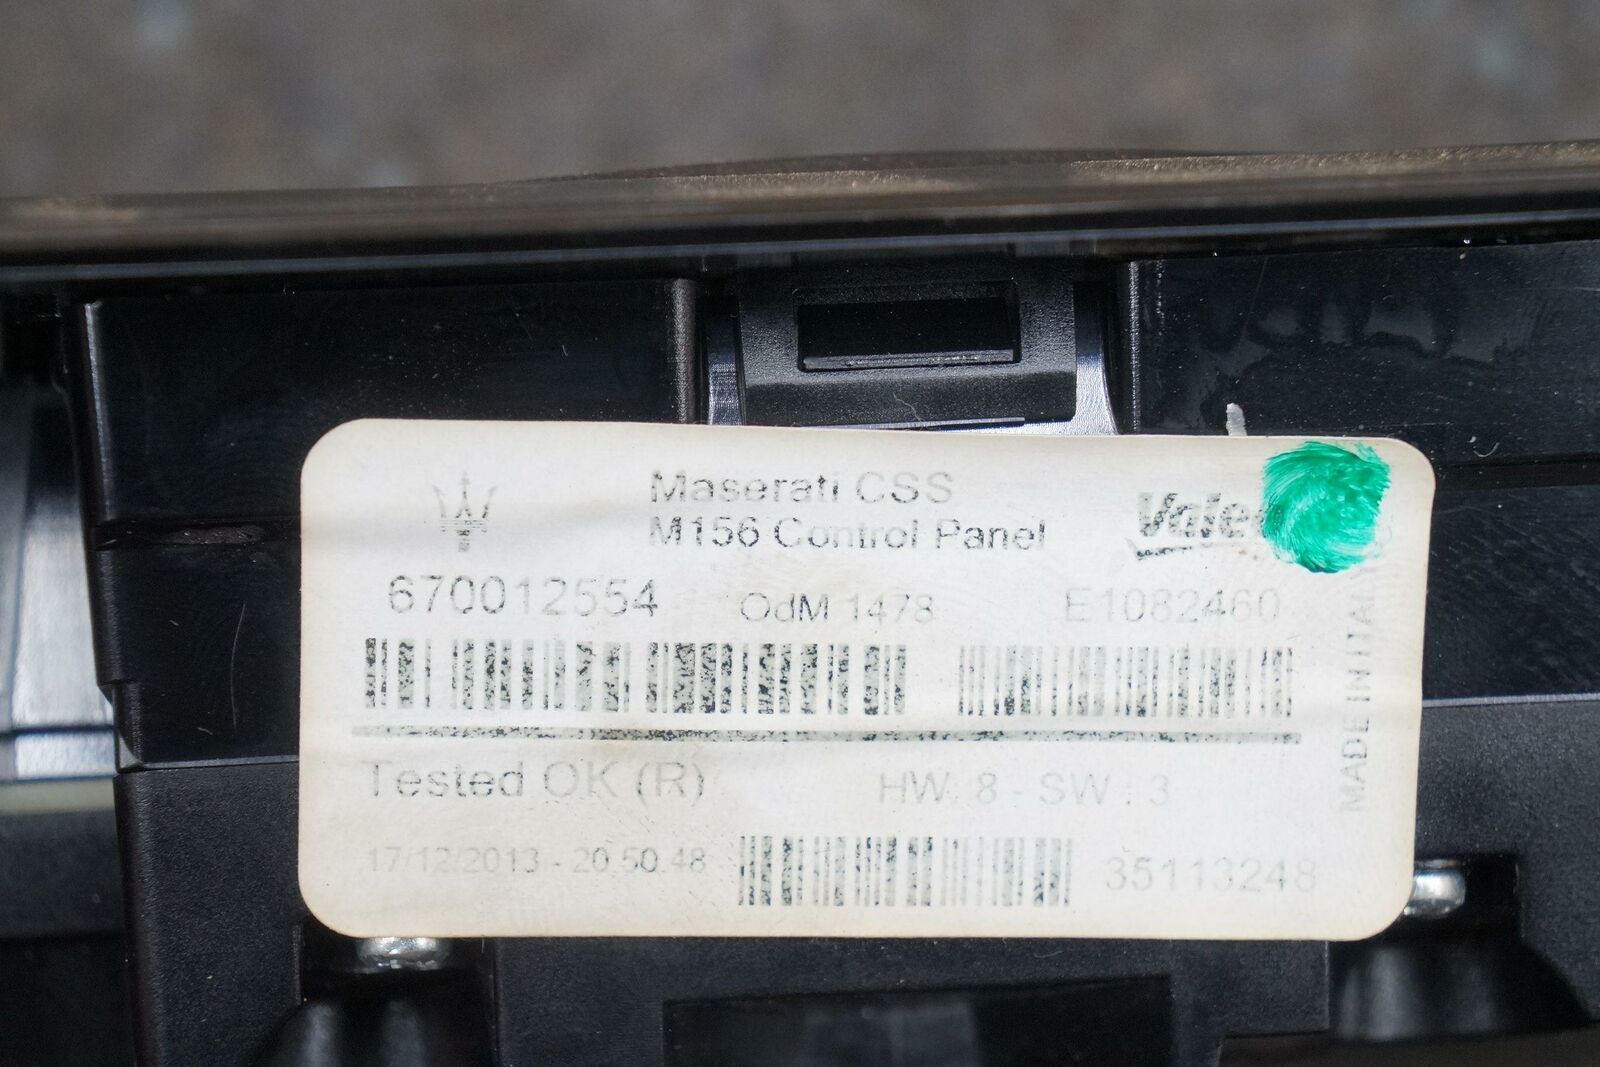 Maserati CSS
M156 Control Panel
670012554 OdM 1478 E1082460
Tested OK (R) HW: 8 - SW : 3
17/12/2013 - 20:50:48 35113248
MADE IN ITALY